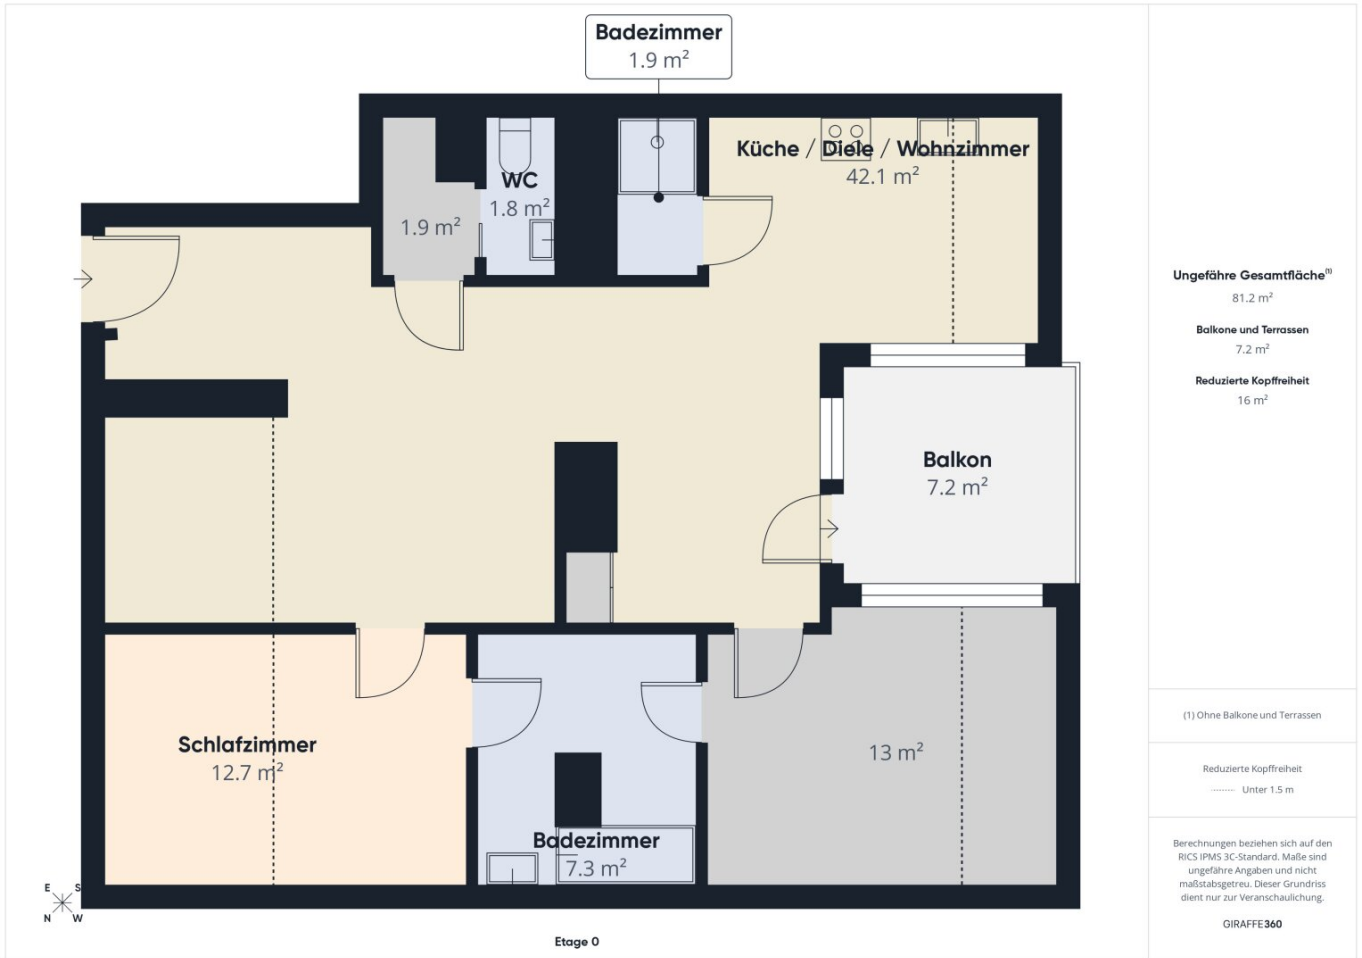 Badezimmer
1.9 m²
Küche / Diele / Wohnzimmer
42.1 m²
WC
1.8 m²
1.9 m²
Balkon
7.2 m²
Schlafzimmer
12.7 m²
Badezimmer
7.3 m²
13 m²
E S
N W
Etage 0
Ungefähre Gesamtfläche⁽¹⁾
81.2 m²
Balkone und Terrassen
7.2 m²
Reduzierte Kopffreiheit
16 m²
(1) Ohne Balkone und Terrassen
Reduzierte Kopffreiheit
Unter 1.5 m
Berechnungen beziehen sich auf den
RICS IPMS 3C-Standard. Maße sind
ungefähre Angaben und nicht
maßstabsgetreu. Dieser Grundriss
dient nur zur Veranschaulichung.
GIRAFFE360